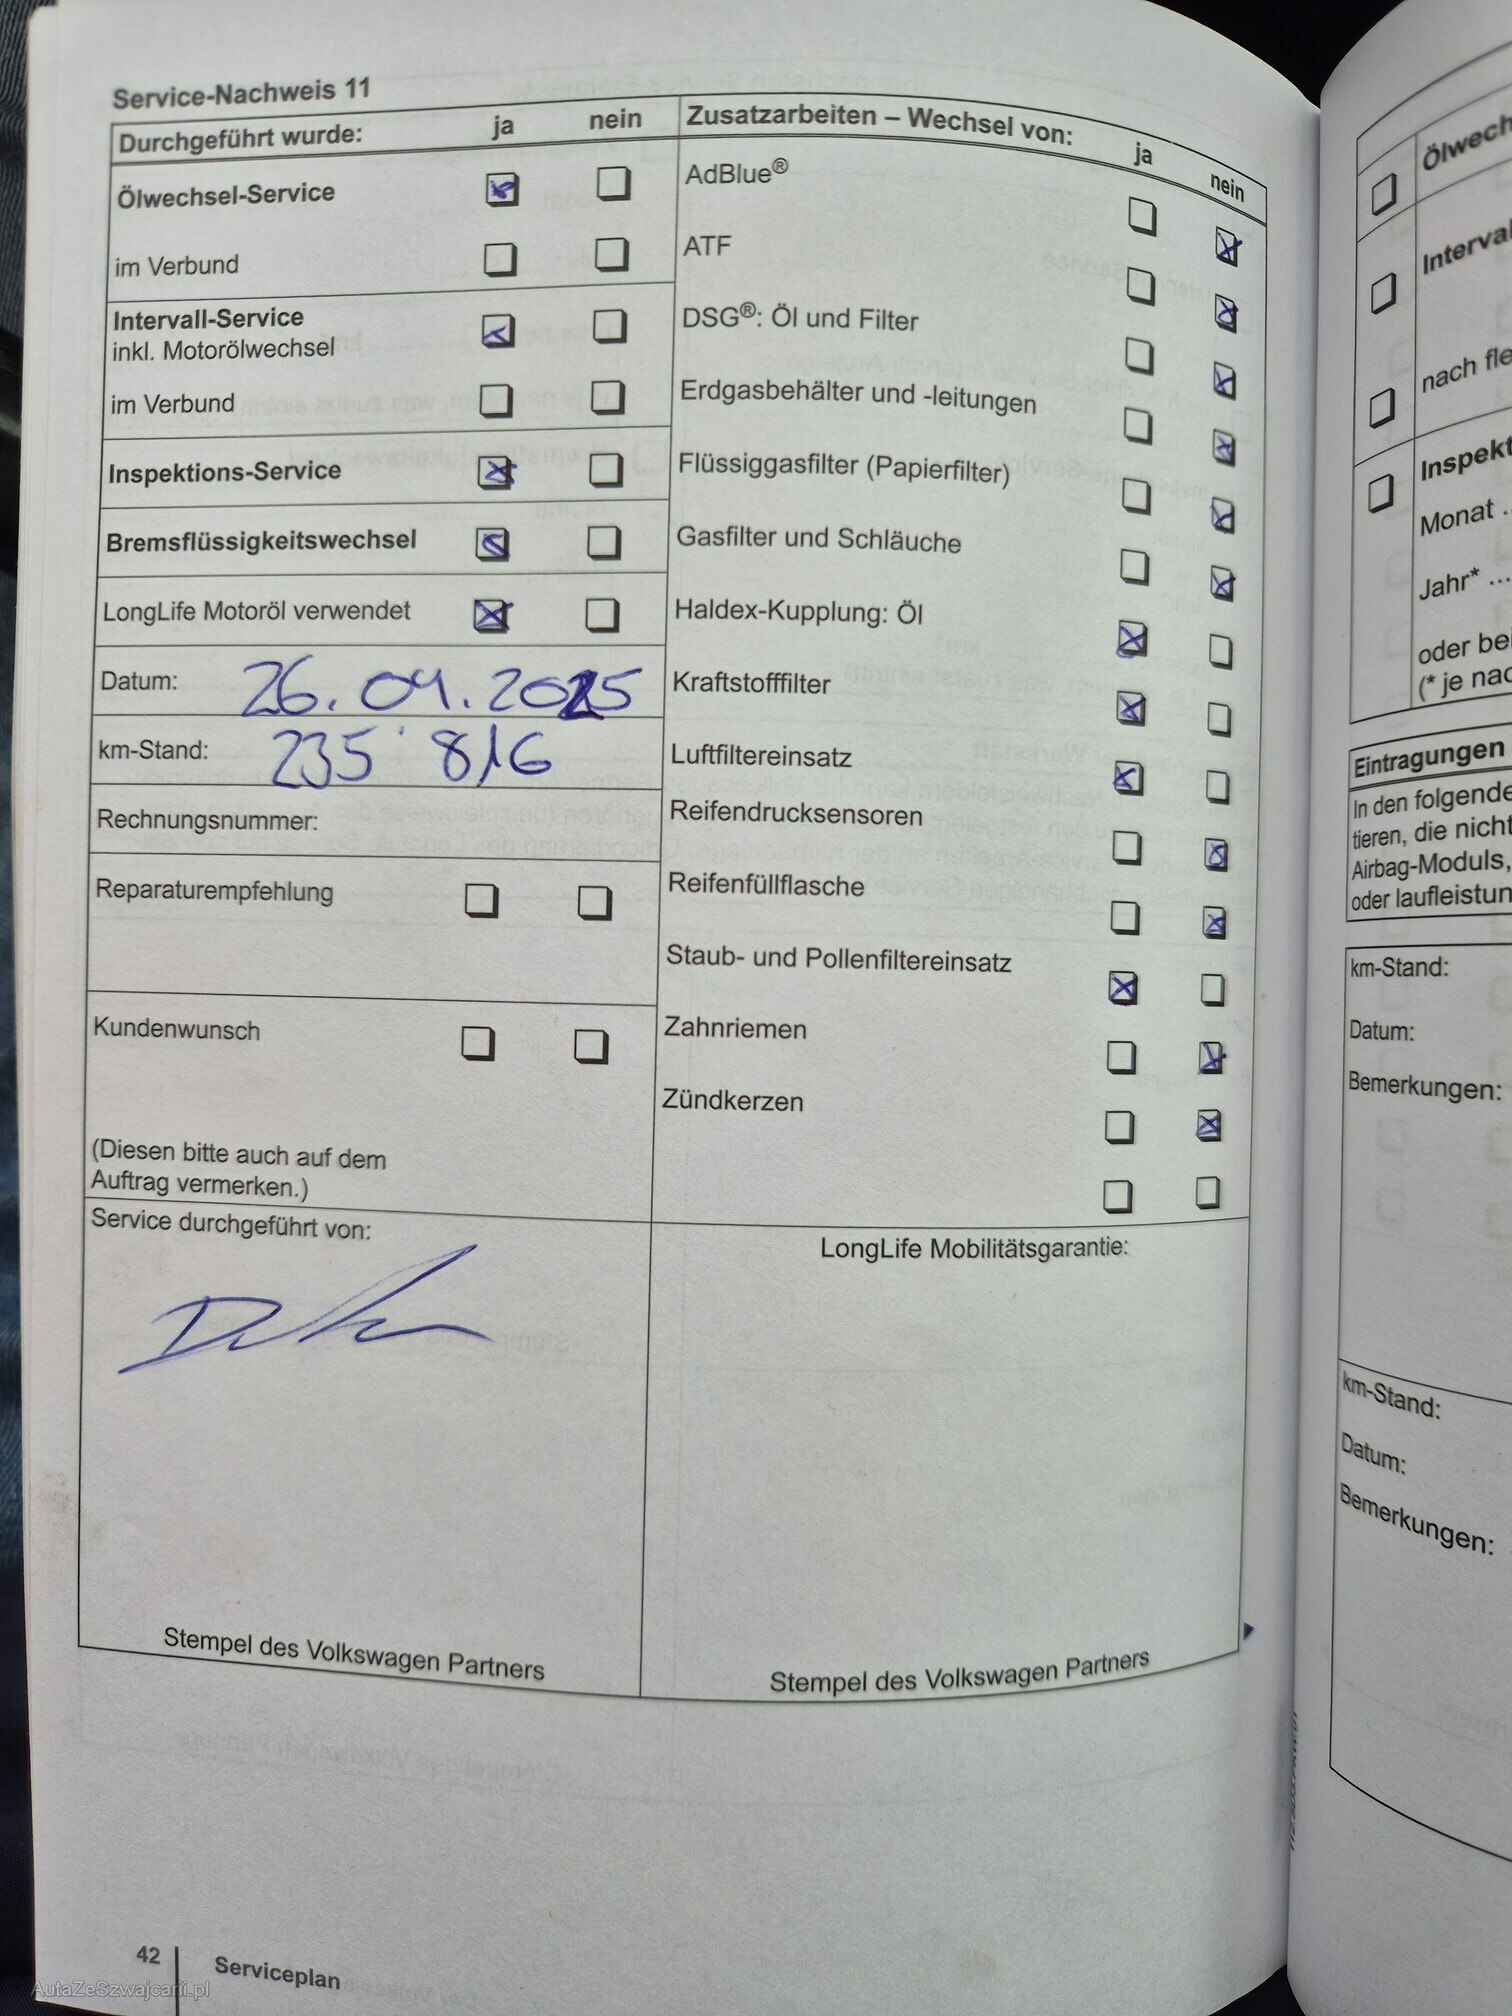 Service-Nachweis 11
Durchgeführt wurde: ja nein
Ölwechsel-Service
im Verbund
Intervall-Service
inkl. Motorölwechsel
im Verbund
Inspektions-Service
Bremsflüssigkeitswechsel
LongLife Motoröl verwendet
Datum: 26.04.2025
km-Stand: 235'816
Rechnungsnummer:
Reparaturempfehlung
Kundenwunsch
(Diesen bitte auch auf dem
Auftrag vermerken.)
Service durchgeführt von:
Stempel des Volkswagen Partners
Zusatzarbeiten – Wechsel von: ja nein
AdBlue®
ATF
DSG®: Öl und Filter
Erdgasbehälter und -leitungen
Flüssiggasfilter (Papierfilter)
Gasfilter und Schläuche
Haldex-Kupplung: Öl
Kraftstofffilter
Luftfiltereinsatz
Reifendrucksensoren
Reifenfüllflasche
Staub- und Pollenfiltereinsatz
Zahnriemen
Zündkerzen
LongLife Mobilitätsgarantie:
Stempel des Volkswagen Partners
42 Serviceplan
AutaZeSzwajcarii.pl
Ölwech
Interval
nach fle
Inspekt
Monat ..
Jahr* ...
oder bei
(* je nac
Eintragungen
In den folgende
tieren, die nicht
Airbag-Moduls,
oder laufleistun
km-Stand:
Datum:
Bemerkungen:
km-Stand:
Datum:
Bemerkungen: